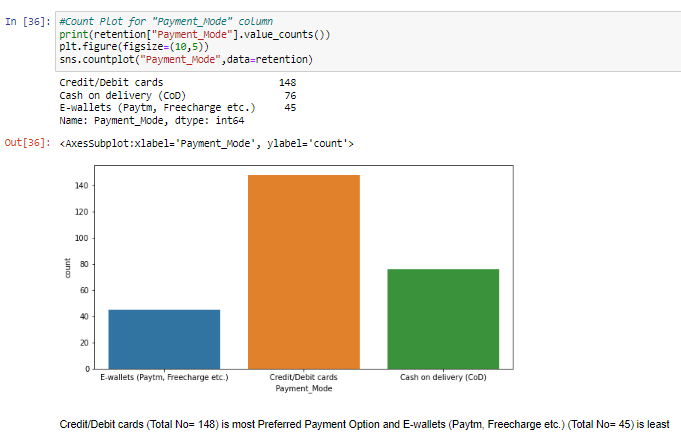 In [36]: #Count Plot for "Payment_Mode" column
print(retention["Payment_Mode"].value_counts())
plt.figure(figsize=(10,5))
sns.countplot("Payment_Mode",data=retention)
Credit/Debit cards 148
Cash on delivery (CoD) 76
E-wallets (Paytm, Freecharge etc.) 45
Name: Payment_Mode, dtype: int64
Out[36]: <AxesSubplot:xlabel='Payment_Mode', ylabel='count'>
140
120
100
80
60
40
20
0
count
E-wallets (Paytm, Freecharge etc.) Credit/Debit cards Cash on delivery (CoD)
Payment_Mode
Credit/Debit cards (Total No= 148) is most Preferred Payment Option and E-wallets (Paytm, Freecharge etc.) (Total No= 45) is least